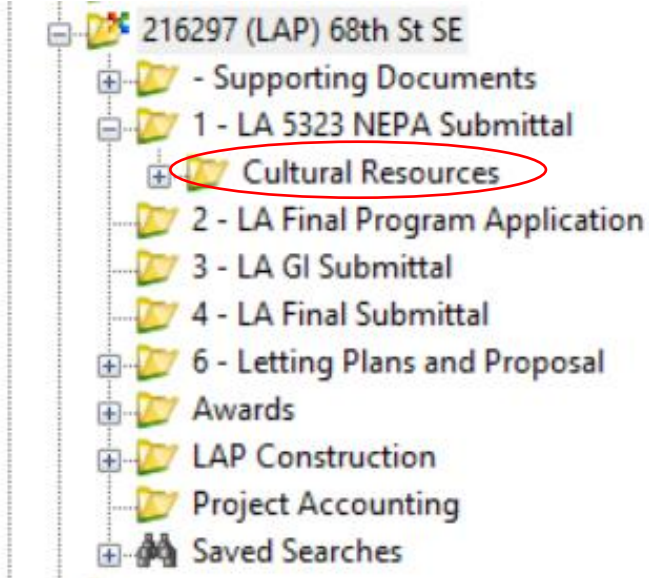 216297 (LAP) 68th St SE
- Supporting Documents
1 - LA 5323 NEPA Submittal
Cultural Resources
2 - LA Final Program Application
3 - LA GI Submittal
4 - LA Final Submittal
6 - Letting Plans and Proposal
Awards
LAP Construction
Project Accounting
Saved Searches